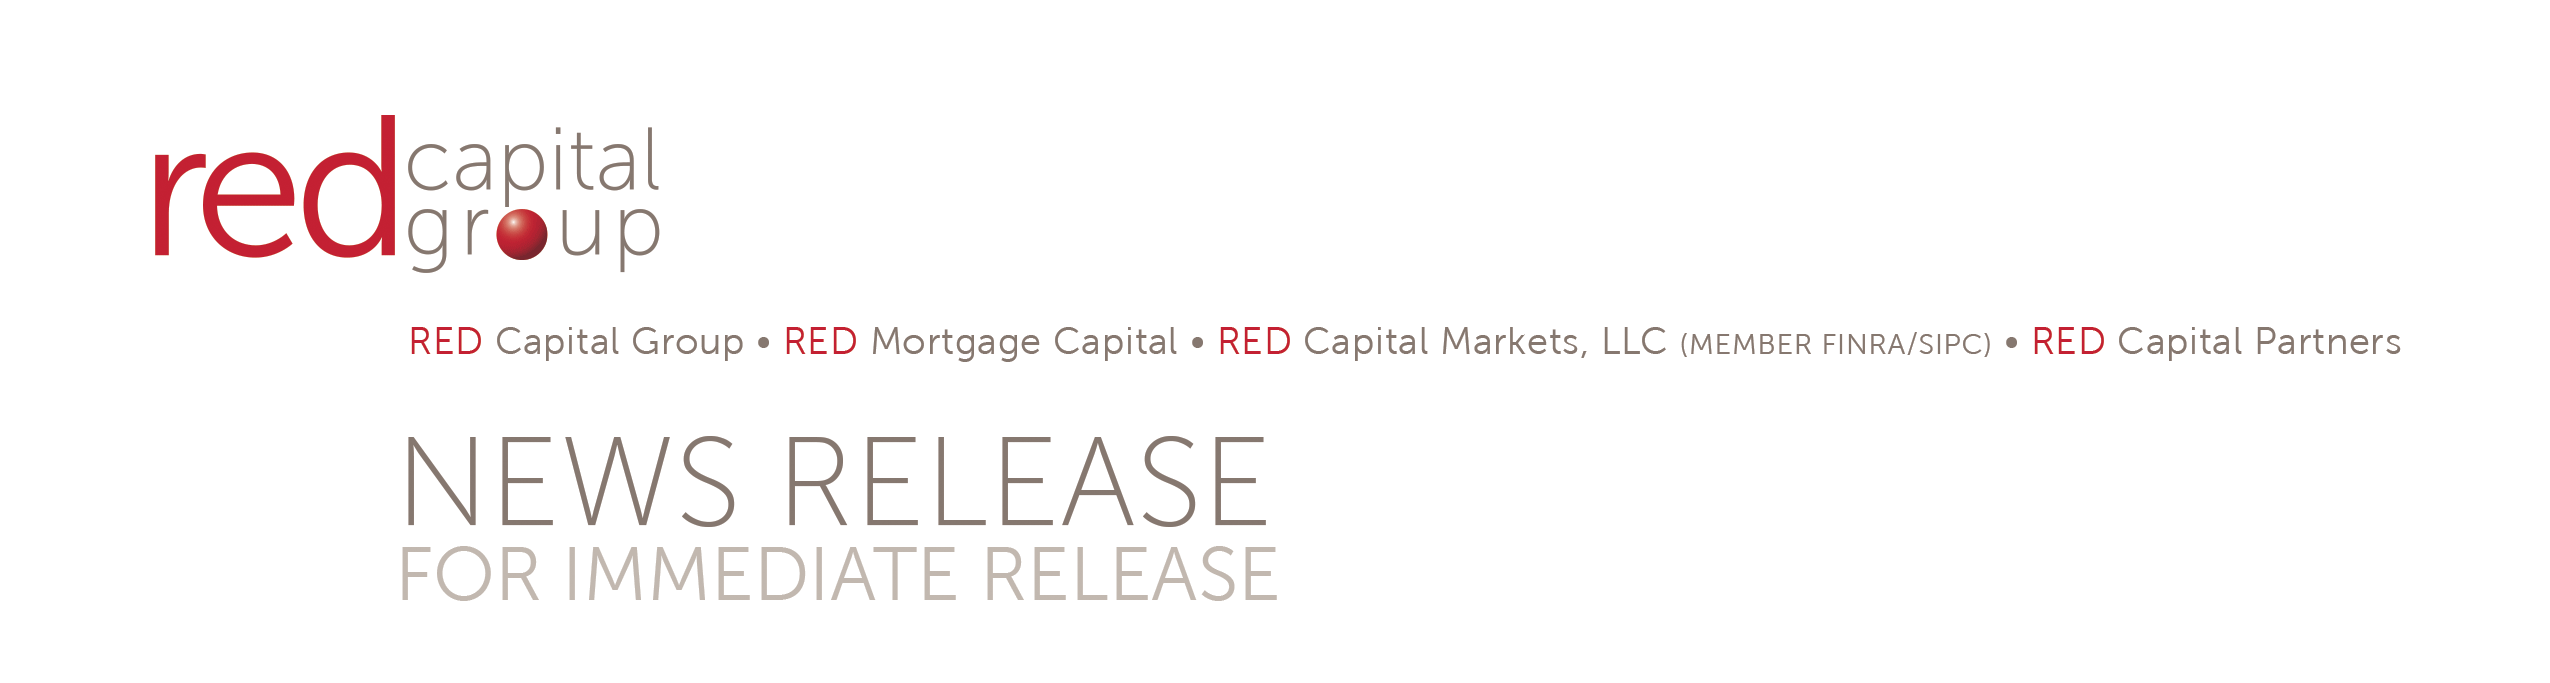 red capital
group
RED Capital Group • RED Mortgage Capital • RED Capital Markets, LLC (MEMBER FINRA/SIPC) • RED Capital Partners
NEWS RELEASE
FOR IMMEDIATE RELEASE